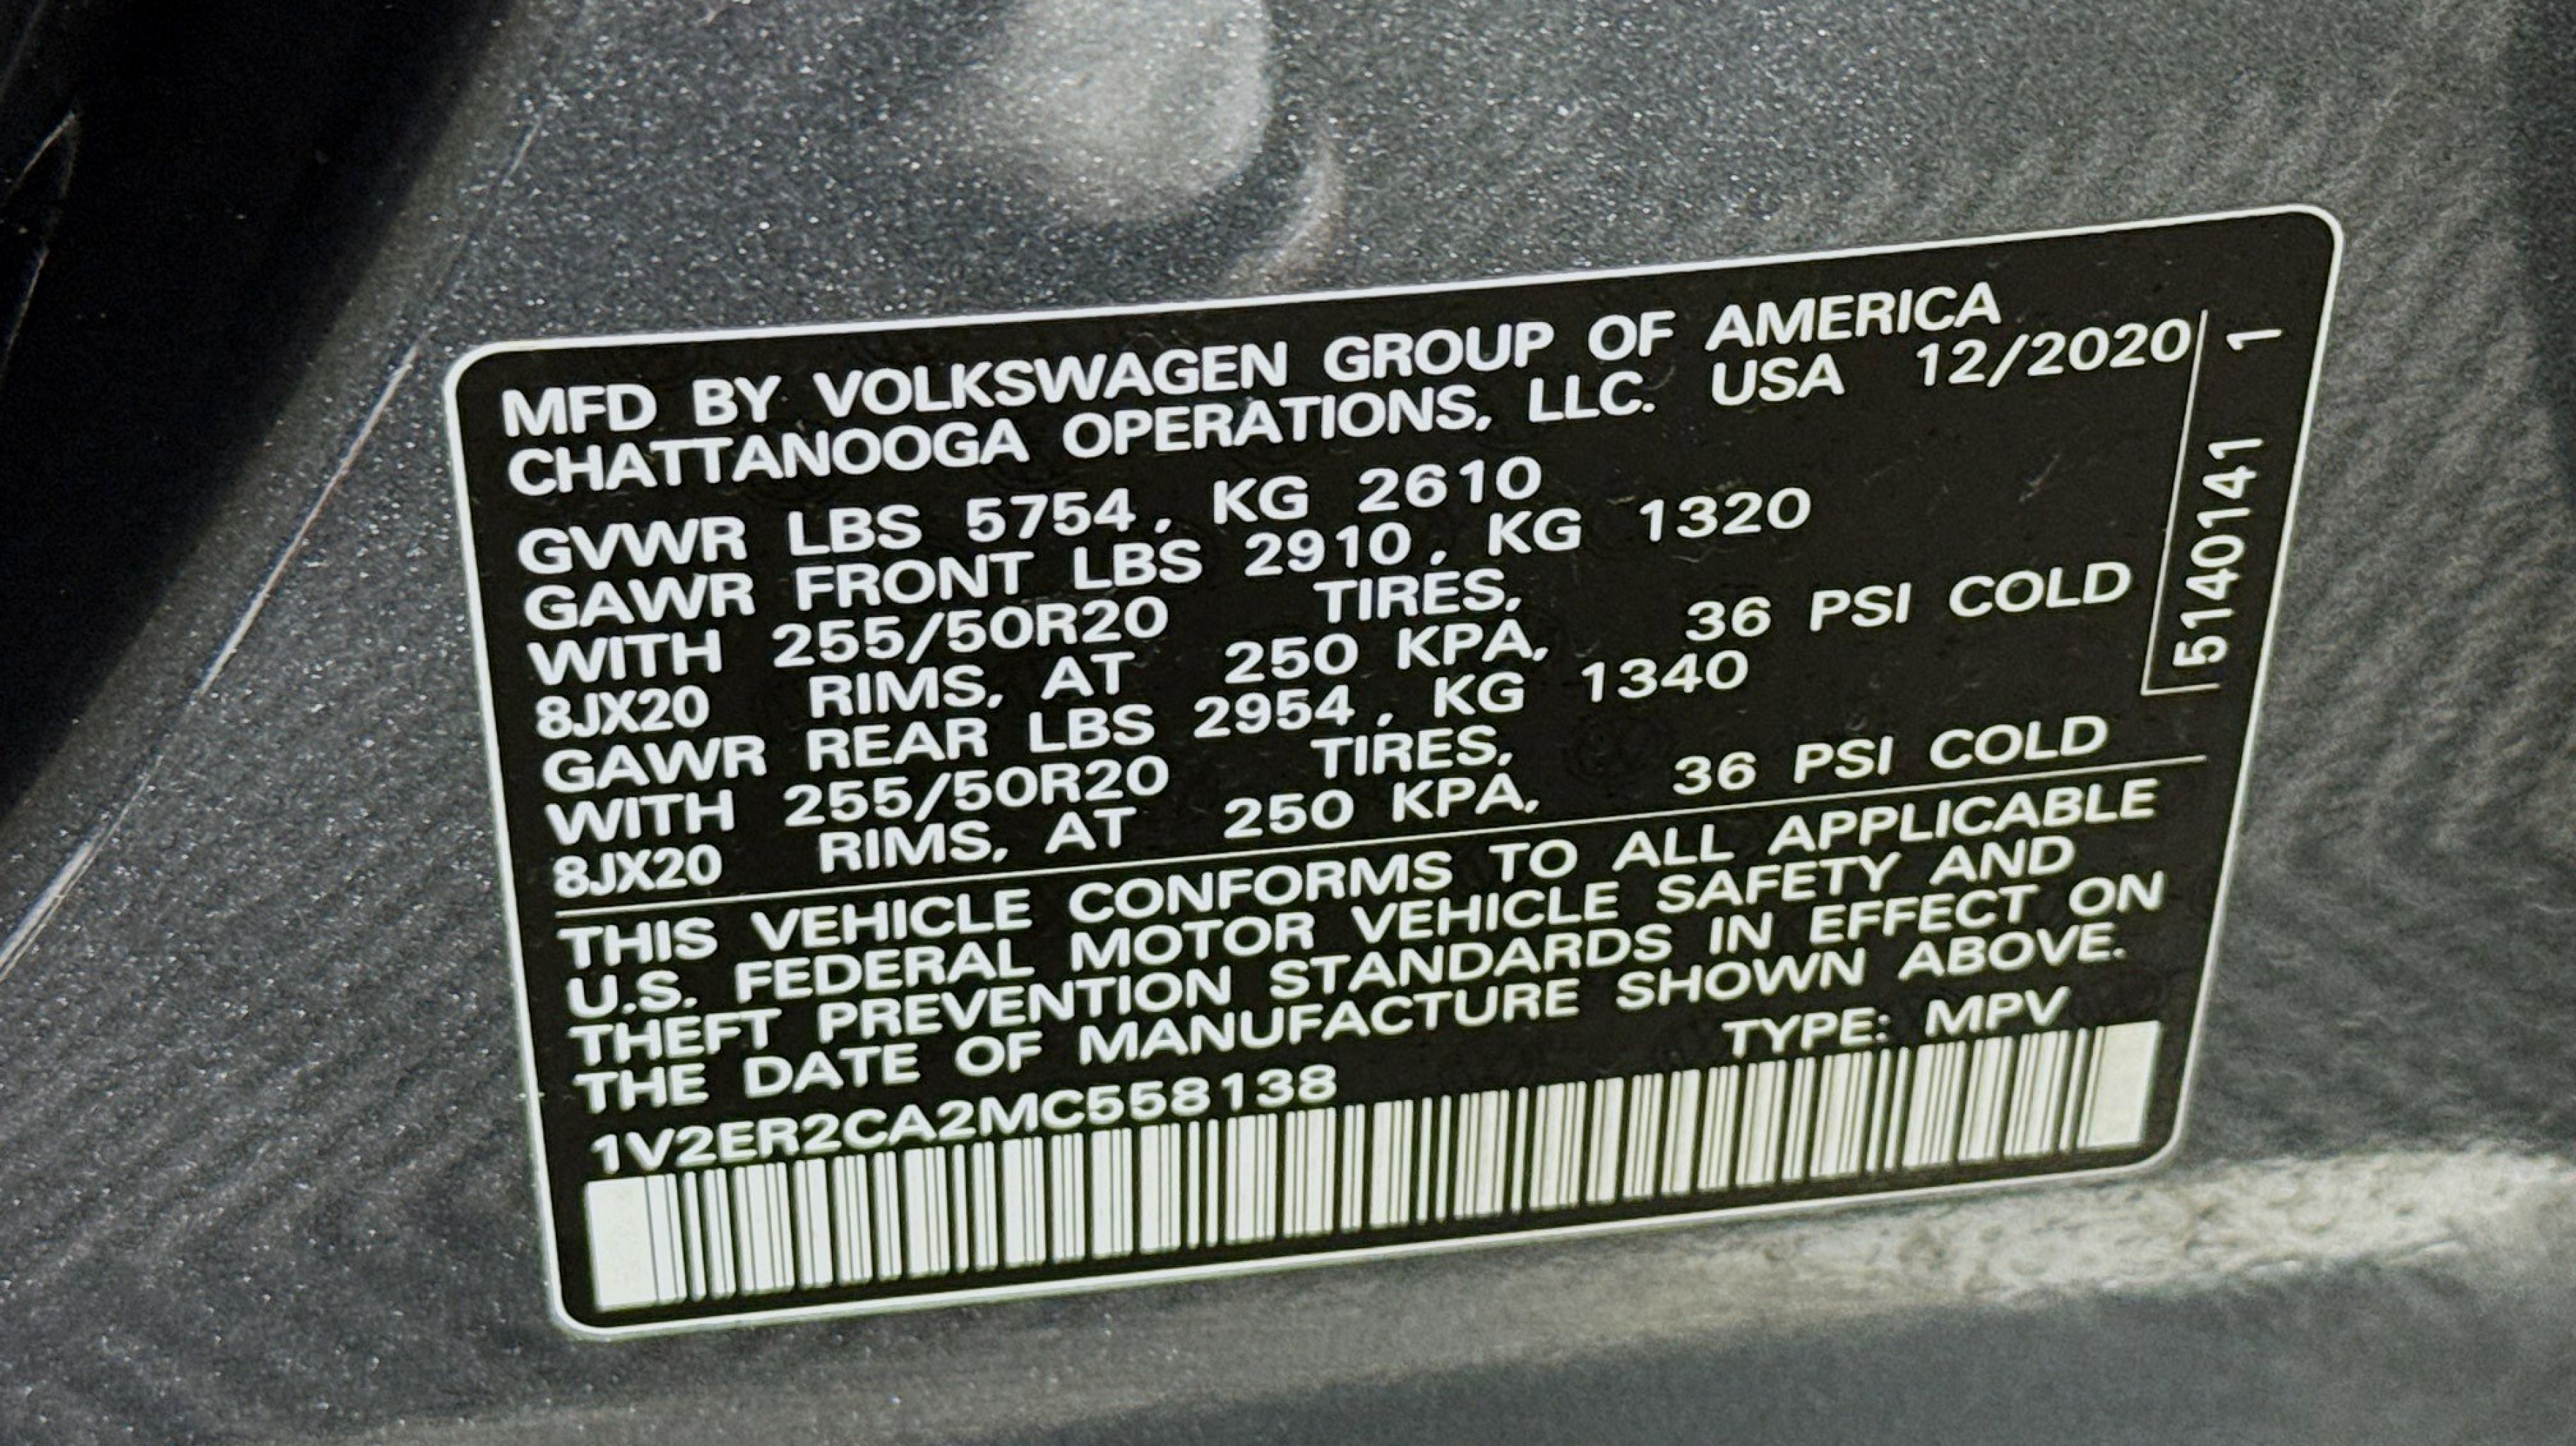 MFD BY VOLKSWAGEN GROUP OF AMERICA
CHATTANOOGA OPERATIONS, LLC. USA 12/2020
GVWR LBS 5754, KG 2610
GAWR FRONT LBS 2910, KG 1320
WITH 255/50R20 TIRES,
8JX20 RIMS, AT 250 KPA, 36 PSI COLD
GAWR REAR LBS 2954, KG 1340
WITH 255/50R20 TIRES,
8JX20 RIMS, AT 250 KPA, 36 PSI COLD
THIS VEHICLE CONFORMS TO ALL APPLICABLE
U.S. FEDERAL MOTOR VEHICLE SAFETY AND
THEFT PREVENTION STANDARDS IN EFFECT ON
THE DATE OF MANUFACTURE SHOWN ABOVE.
TYPE: MPV
1V2ER2CA2MC558138
5140141 1